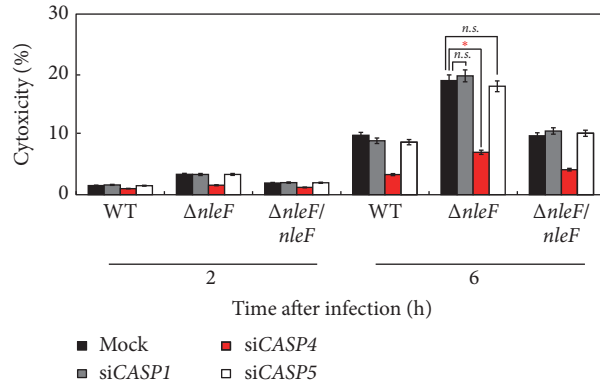 30
20
10
0
Cytotoxicity (%)
n.s.
*
n.s.
WT
ΔnleF
ΔnleF/
nleF
WT
ΔnleF
ΔnleF/
nleF
2
6
Time after infection (h)
Mock
siCASP1
siCASP4
siCASP5